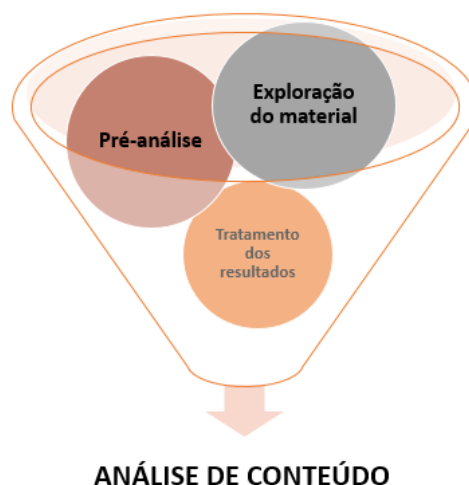 Exploração
do material
Pré-análise
Tratamento
dos
resultados
ANÁLISE DE CONTEÚDO